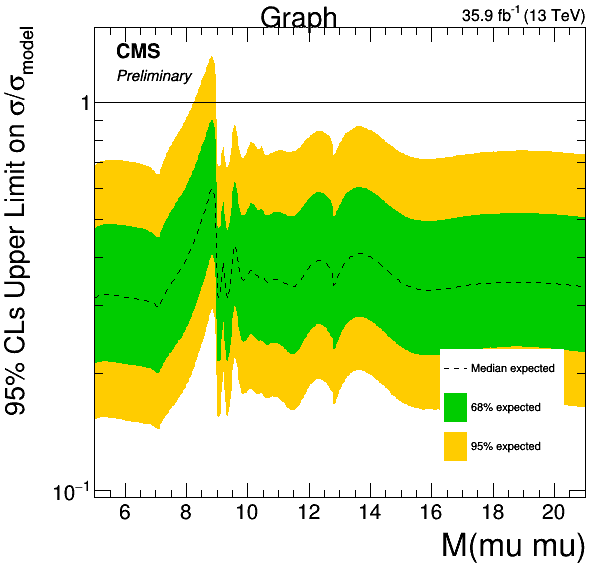 Graph
35.9 fb⁻¹ (13 TeV)
CMS
Preliminary
95% CLs Upper Limit on σ/σ_model
1
10⁻¹
Median expected
68% expected
95% expected
6 8 10 12 14 16 18 20
M(mu mu)